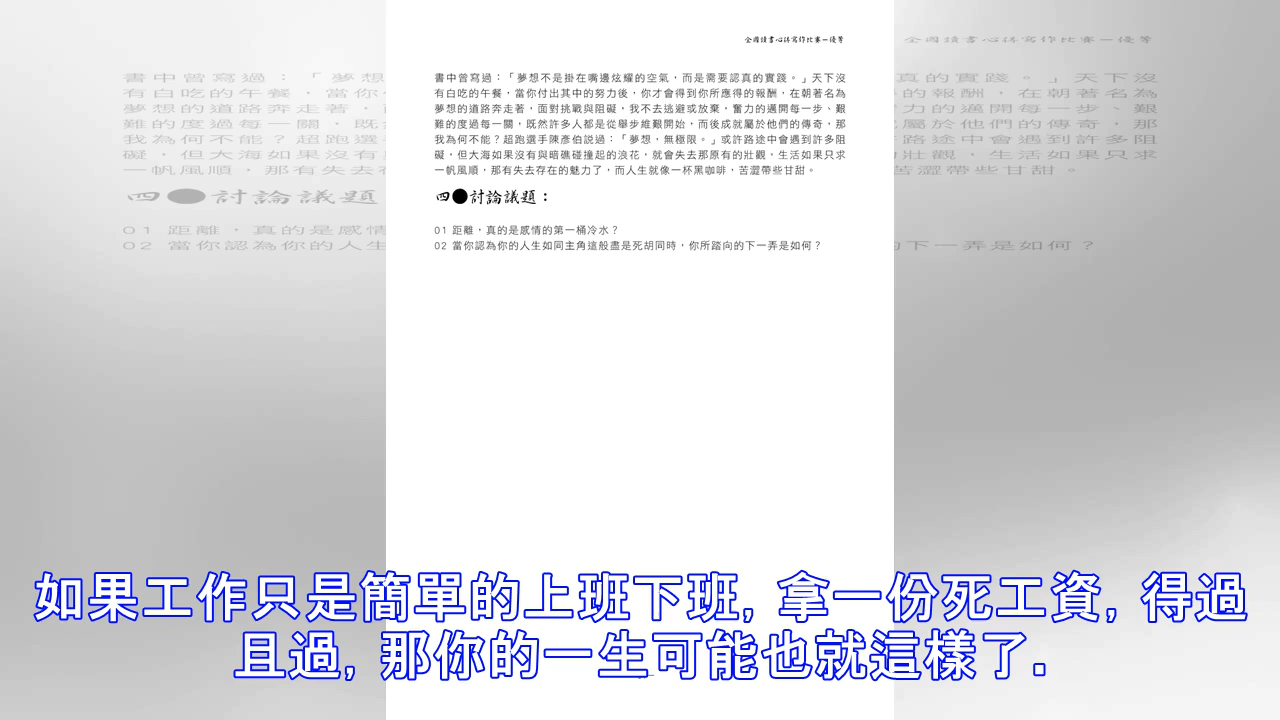 全國讀書心得寫作比賽—優等
書中曾寫過：「夢想不是掛在嘴邊炫耀的空氣，而是需要認真的實踐。」天下沒
有白吃的午餐，當你付出其中的努力後，你才會得到你所應得的報酬，在朝著名為
夢想的道路奔走著，面對挑戰與阻礙，我不去逃避或放棄，奮力的邁開每一步、艱
難的度過每一關，既然許多人都是從舉步維艱開始，而後成就屬於他們的傳奇，那
我為何不能？超跑選手陳彥伯説過：「夢想，無極限。」或許路途中會遇到許多阻
礙，但大海如果沒有與暗礁碰撞起的浪花，就會失去那原有的壯觀，生活如果只求
一帆風順，那有失去存在的魅力了，而人生就像一杯黑咖啡，苦澀帶些甘甜。
四●討論議題：
01 距離，真的是感情的第一桶冷水？
02 當你認為你的人生如同主角這般盡是死胡同時，你所踏向的下一弄是如何？
如果工作只是簡單的上班下班, 拿一份死工資, 得過
且過, 那你的一生可能也就這樣了.